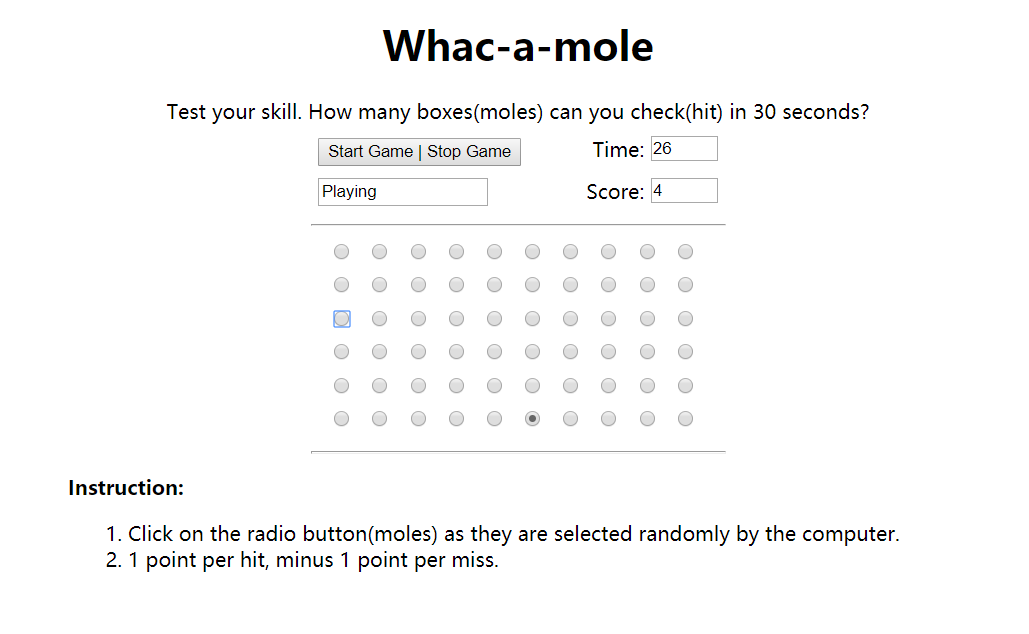 Whac-a-mole
Test your skill. How many boxes(moles) can you check(hit) in 30 seconds?
Start Game | Stop Game
Time: 26
Playing
Score: 4
Instruction:
1. Click on the radio button(moles) as they are selected randomly by the computer.
2. 1 point per hit, minus 1 point per miss.